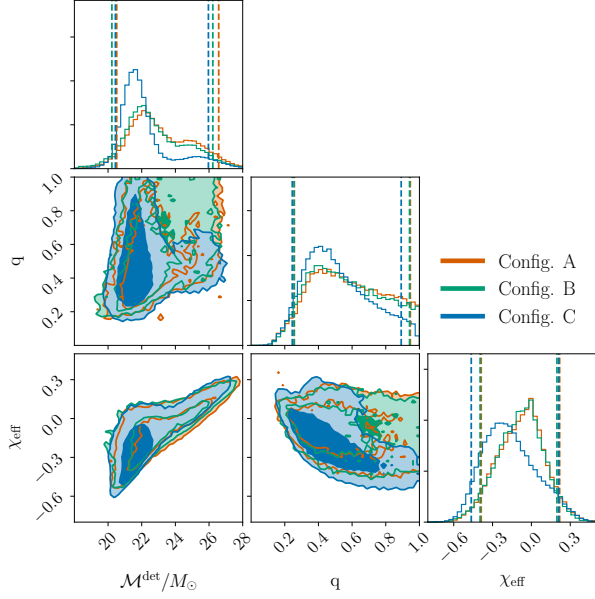 q
1.0
0.8
0.6
0.4
0.2
Config. A
Config. B
Config. C
χeff
0.3
0.0
−0.3
−0.6
20 22 24 26 28
0.2 0.4 0.6 0.8 1.0
−0.6 −0.3 0.0 0.3
𝓜det/M⊙
q
χeff